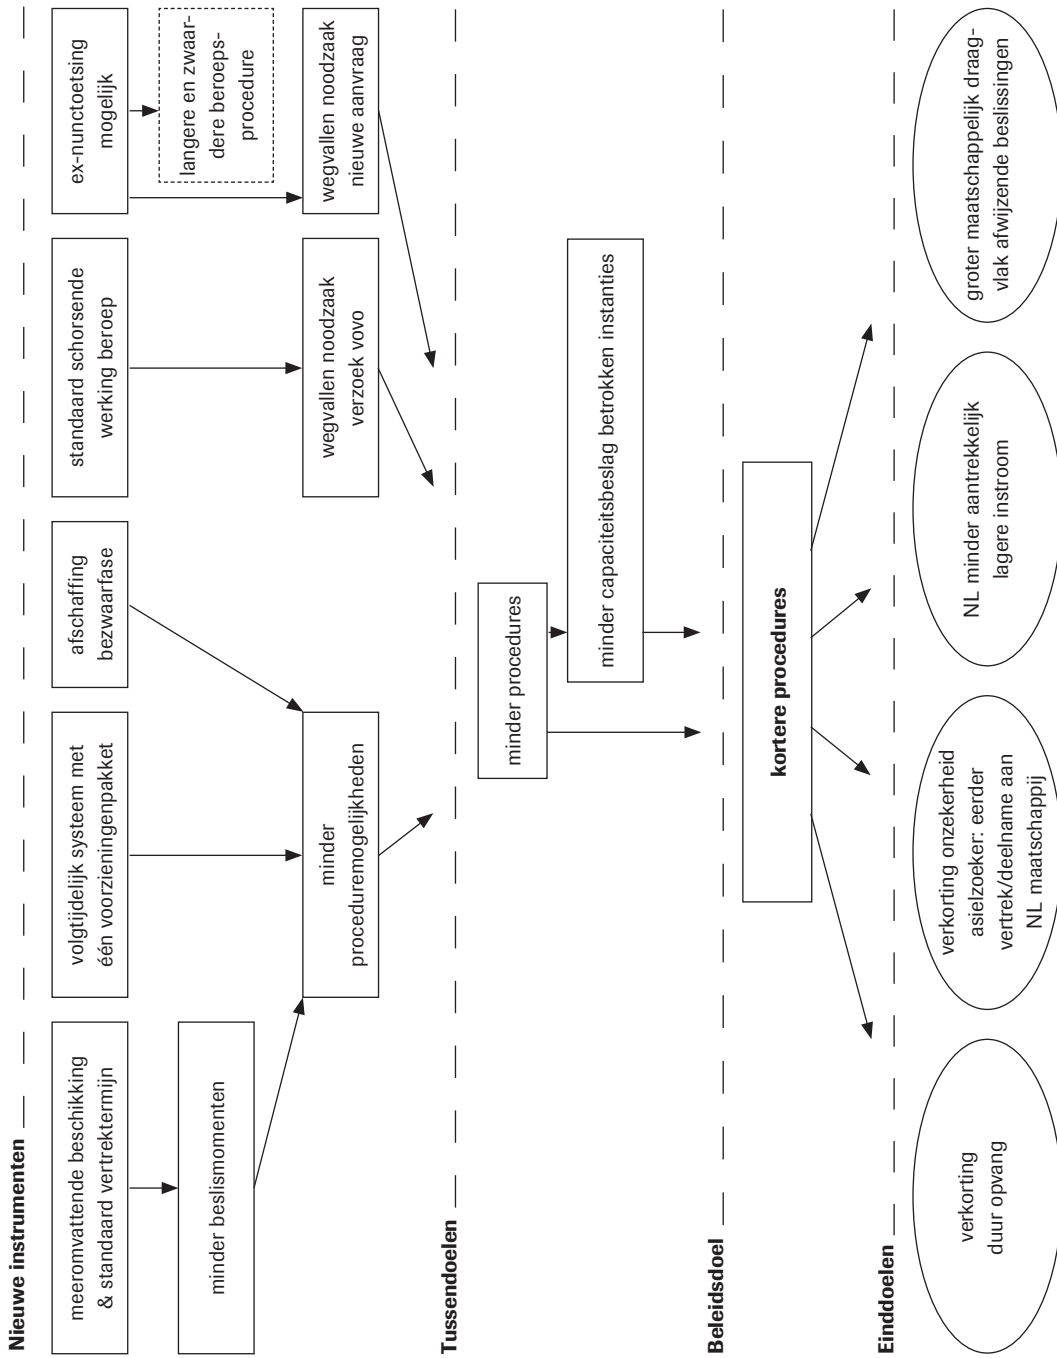 Nieuwe instrumenten
meeromvattende beschikking
& standaard vertrektermijn
volgtijdelijk systeem met
één voorzieningenpakket
afschaffing
bezwaarfase
standaard schorsende
werking beroep
ex-nunctoetsing
mogelijk
minder beslismomenten
langere en zwaar-
dere beroeps-
procedure
minder
proceduremogelijkheden
wegvallen noodzaak
verzoek vovo
wegvallen noodzaak
nieuwe aanvraag
Tussendoelen
minder procedures
minder capaciteitsbeslag betrokken instanties
Beleidsdoel
kortere procedures
Einddoelen
verkorting
duur opvang
verkorting onzekerheid
asielzoeker: eerder
vertrek/deelname aan
NL maatschappij
NL minder aantrekkelijk
lagere instroom
groter maatschappelijk draag-
vlak afwijzende beslissingen